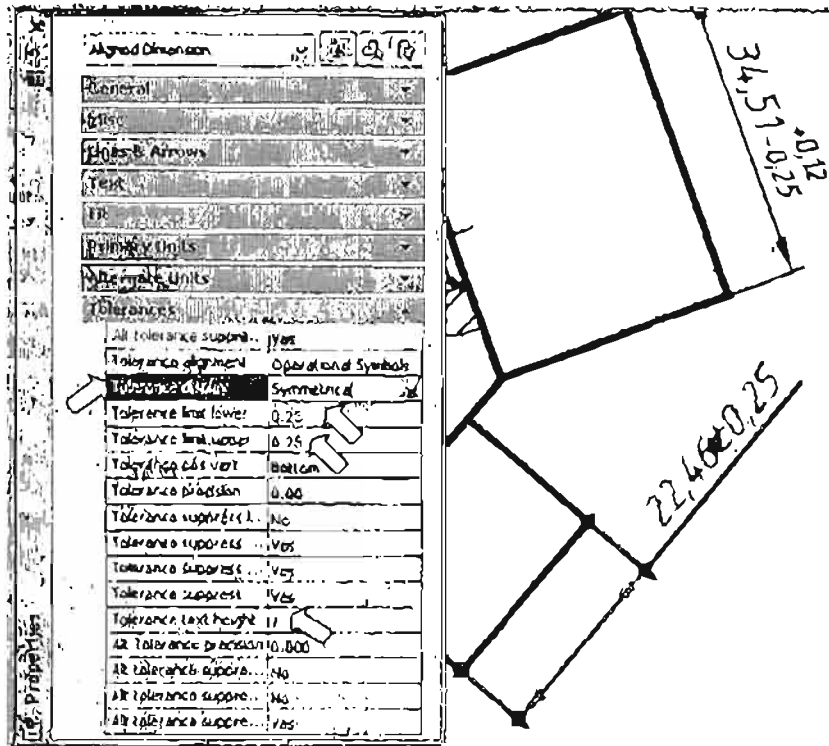 Aligned Dimension
General
Misc
Lines & Arrows
Text
Fit
Primary Units
Alternate Units
Tolerances
Alt tolerance suppre... Yes
Tolerance alignment Operational Symbols
Tolerance display Symmetrical
Tolerance limit lower 0.25
Tolerance limit upper 0.25
Tolerance pos vert Bottom
Tolerance precision 0.00
Tolerance suppress l... No
Tolerance suppress ... Yes
Tolerance suppress ... Yes
Tolerance suppress ... Yes
Tolerance text height 1
Alt tolerance precision 0.000
Alt tolerance suppre... No
Alt tolerance suppre... No
Alt tolerance suppre... Yes
Properties
34,51 +0,12
-0,25
22,46±0,25